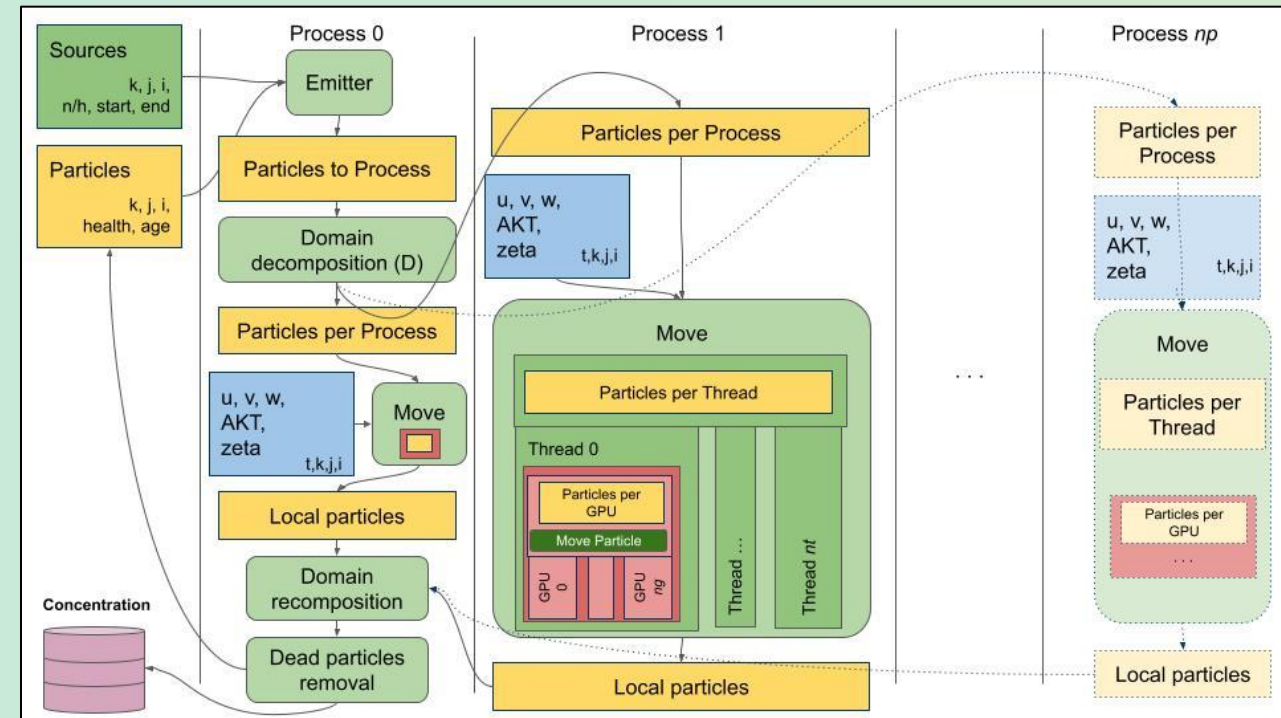 Sources
k, j, i,
n/h, start, end
Particles
k, j, i,
health, age
Concentration
Process 0
Emitter
Particles to Process
Domain
decomposition (D)
Particles per Process
u, v, w,
AKT,
zeta
t,k,j,i
Move
Local particles
Domain
recomposition
Dead particles
removal
Process 1
Particles per Process
u, v, w,
AKT,
zeta
t,k,j,i
Move
Particles per Thread
Thread 0
Particles per
GPU
Move Particle
GPU
0
GPU
ng
Thread ...
Thread nt
Local particles
. . .
Process np
Particles per
Process
u, v, w,
AKT,
zeta
t,k,j,i
Move
Particles per
Thread
Particles per
GPU
. . .
Local particles